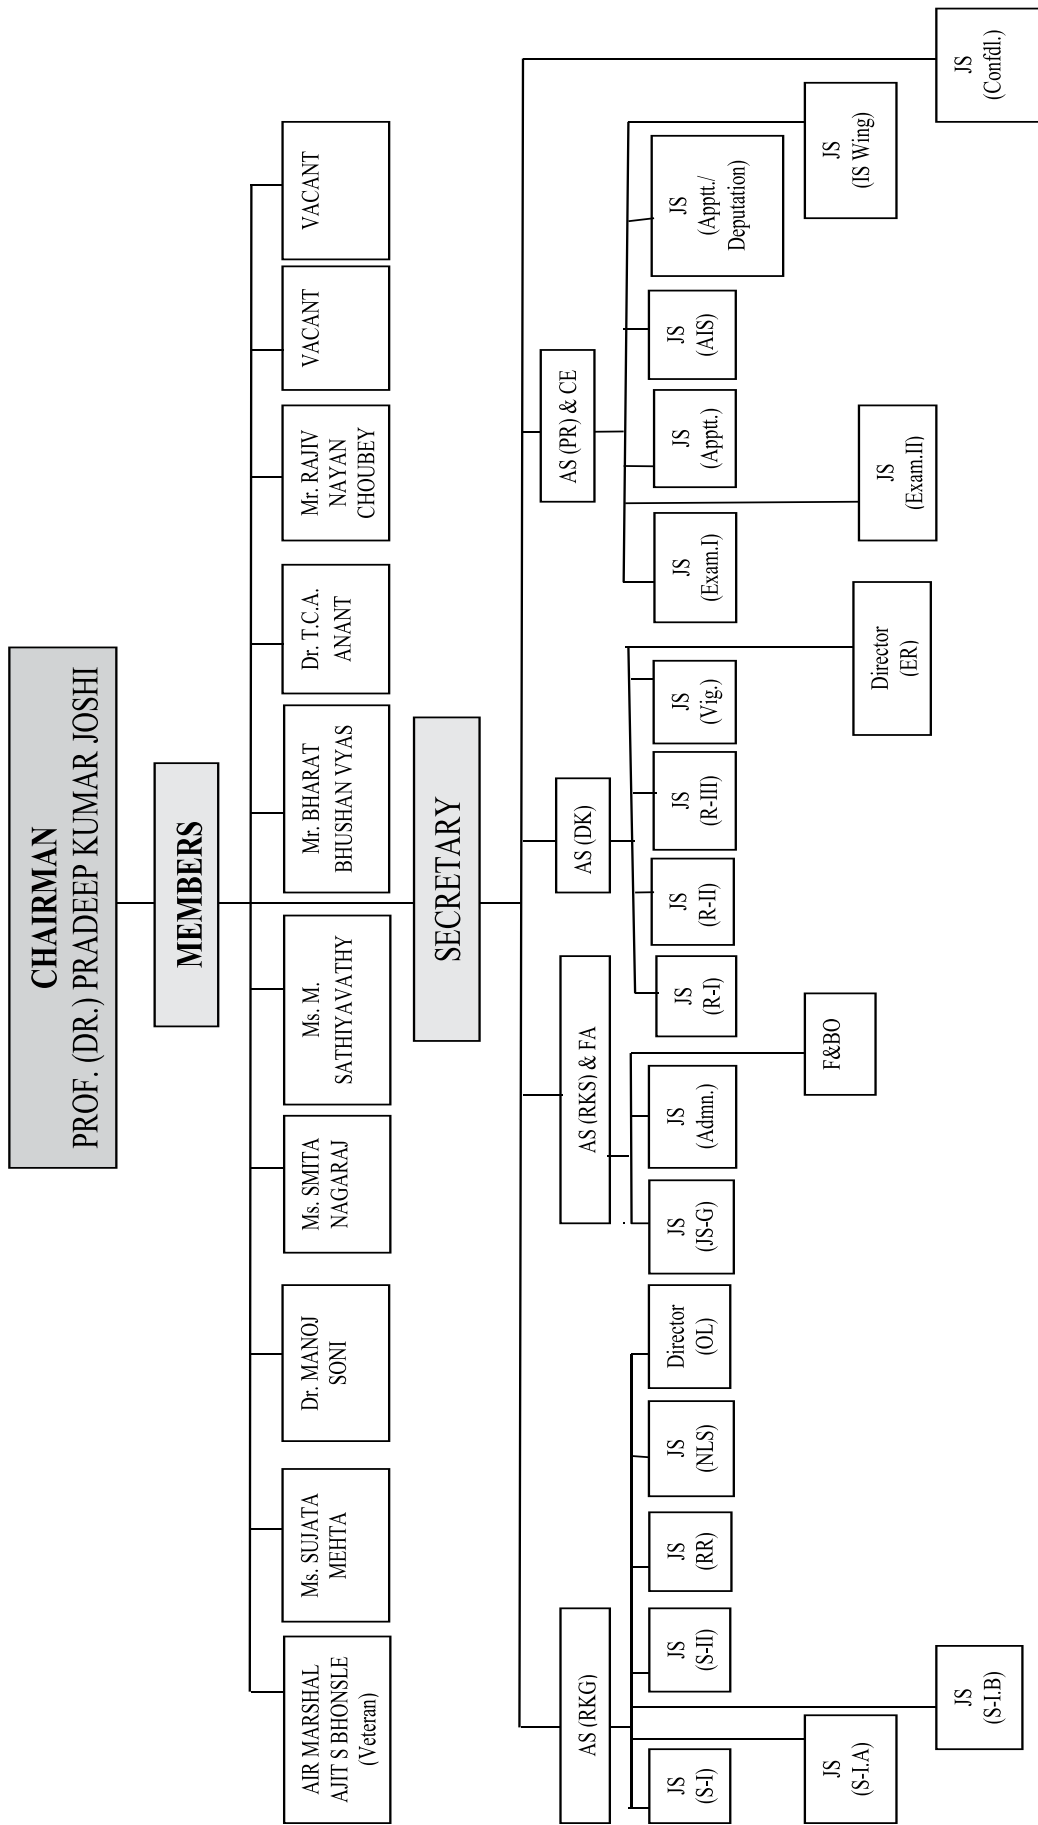 CHAIRMAN
PROF. (DR.) PRADEEP KUMAR JOSHI
MEMBERS
AIR MARSHAL
AJIT S BHONSLE
(Veteran)
Ms. SUJATA
MEHTA
Dr. MANOJ
SONI
Ms. SMITA
NAGARAJ
Ms. M.
SATHIYAVATHY
Mr. BHARAT
BHUSHAN VYAS
Dr. T.C.A.
ANANT
Mr. RAJIV
NAYAN
CHOUBEY
VACANT
VACANT
SECRETARY
AS (RKG)
AS (RKS) & FA
AS (DK)
AS (PR) & CE
JS
(S-I)
JS
(S-II)
JS
(RR)
JS
(NLS)
Director
(OL)
JS
(JS-G)
JS
(Admn.)
JS
(R-I)
JS
(R-II)
JS
(R-III)
JS
(Vig.)
JS
(Exam.I)
JS
(Apptt.)
JS
(AIS)
JS
(Apptt./
Deputation)
JS
(S-I.A)
F&BO
Director
(ER)
JS
(Exam.II)
JS
(IS Wing)
JS
(S-I.B)
JS
(Confdl.)